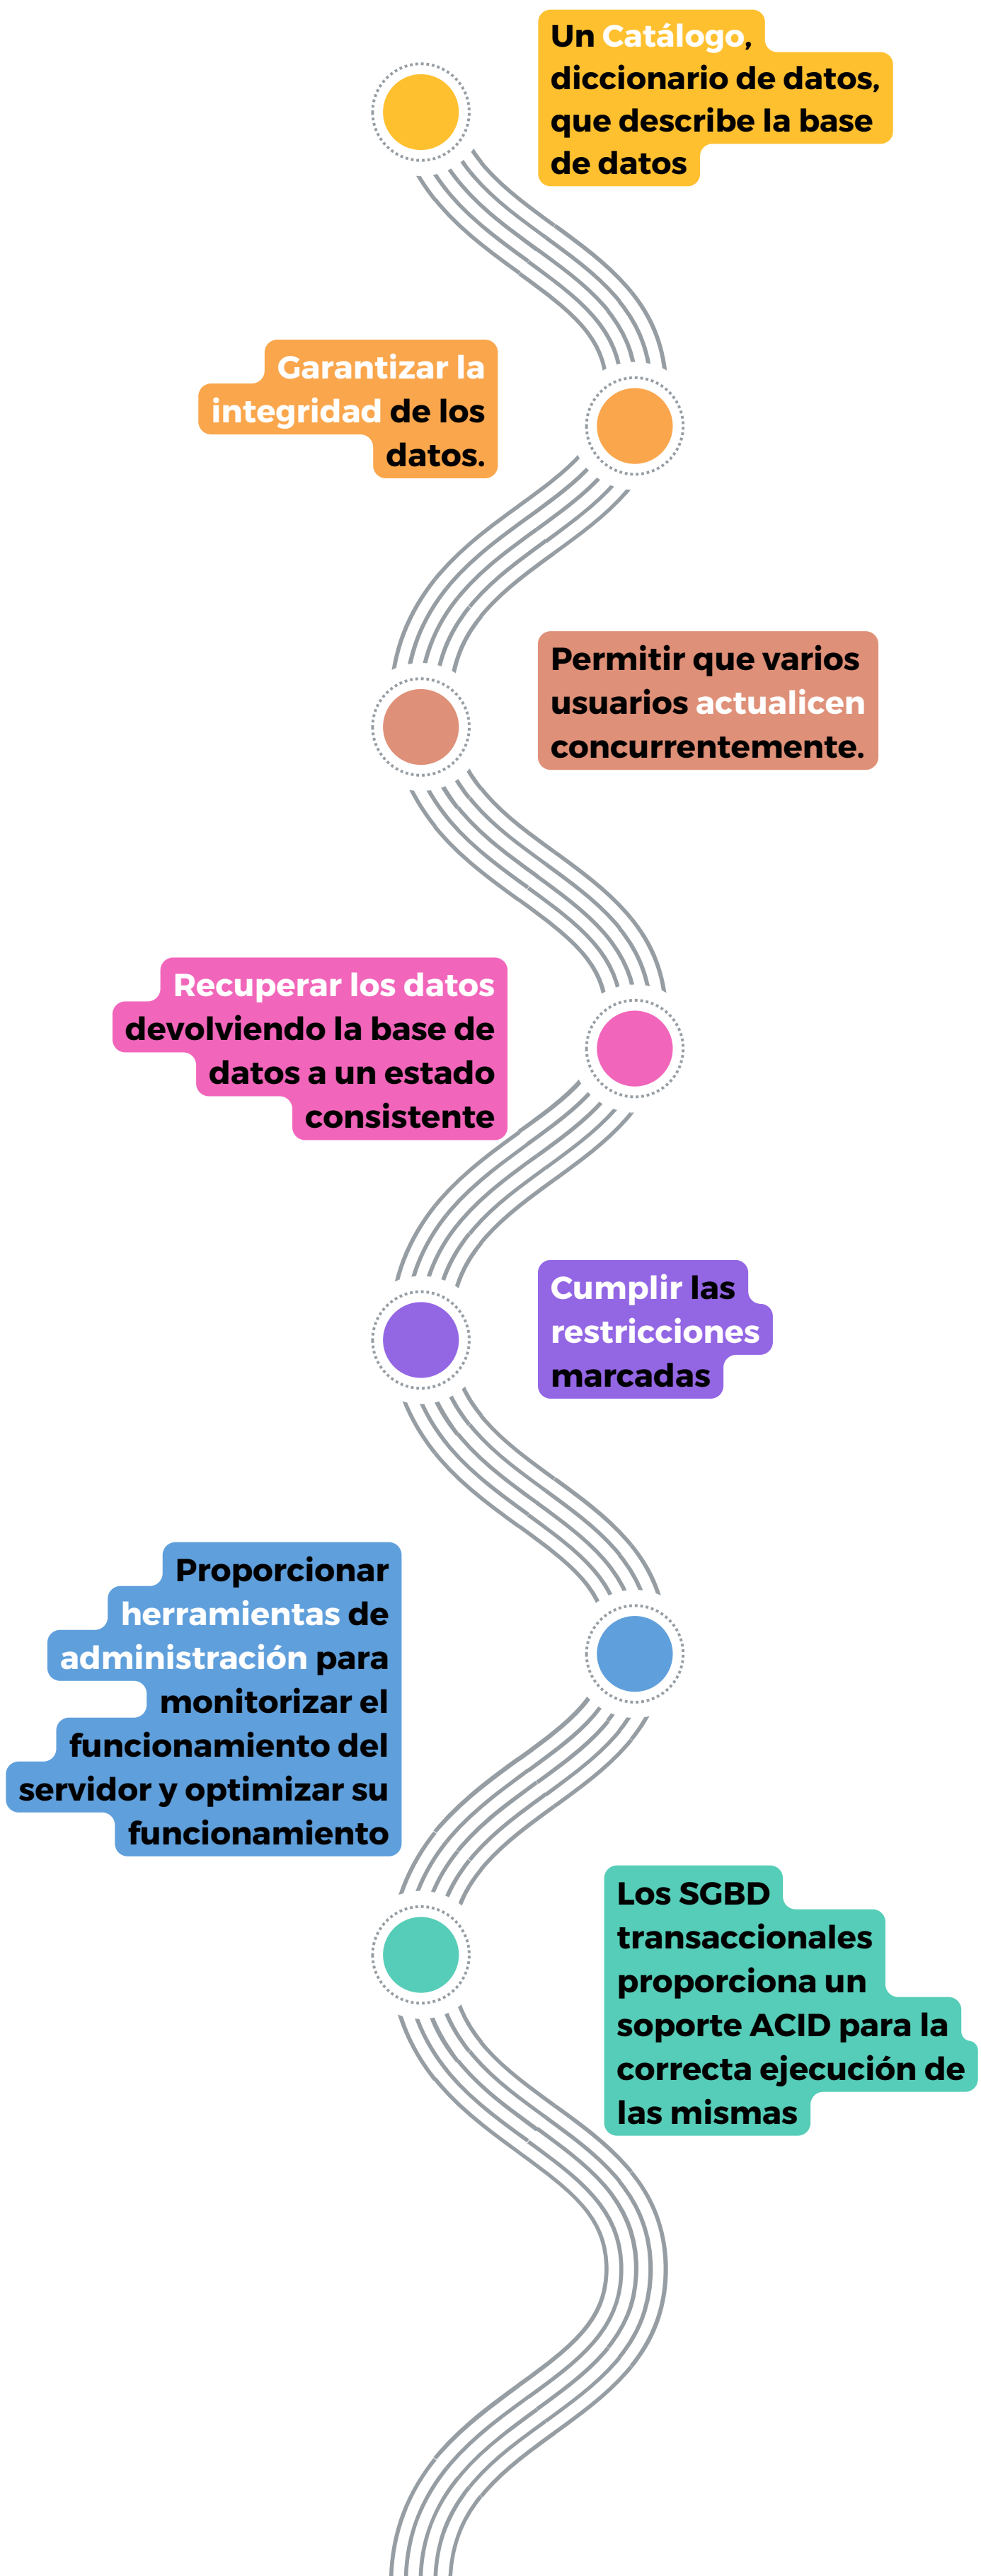 Un Catálogo,
diccionario de datos,
que describe la base
de datos
Garantizar la
integridad de los
datos.
Permitir que varios
usuarios actualicen
concurrentemente.
Recuperar los datos
devolviendo la base de
datos a un estado
consistente
Cumplir las
restricciones
marcadas
Proporcionar
herramientas de
administración para
monitorizar el
funcionamiento del
servidor y optimizar su
funcionamiento
Los SGBD
transaccionales
proporciona un
soporte ACID para la
correcta ejecución de
las mismas